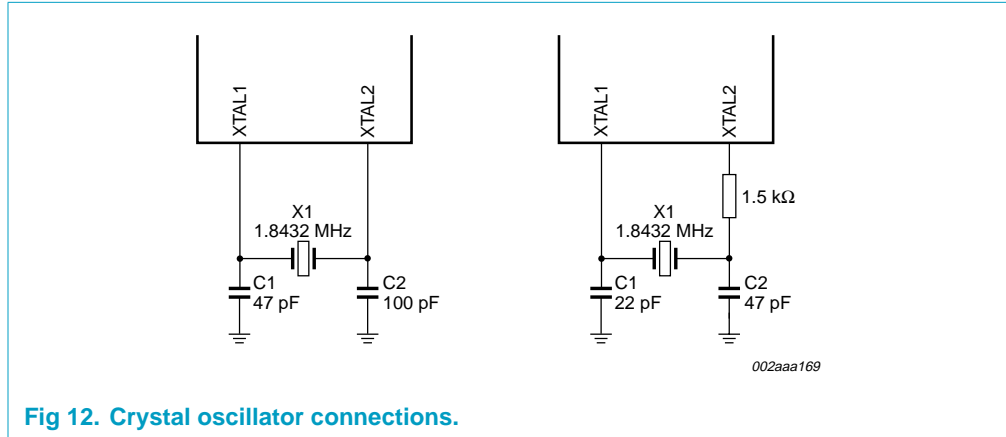 XTAL1
XTAL2
X1
1.8432 MHz
C1
47 pF
C2
100 pF
XTAL1
XTAL2
1.5 kΩ
X1
1.8432 MHz
C1
22 pF
C2
47 pF
002aaa169
Fig 12. Crystal oscillator connections.